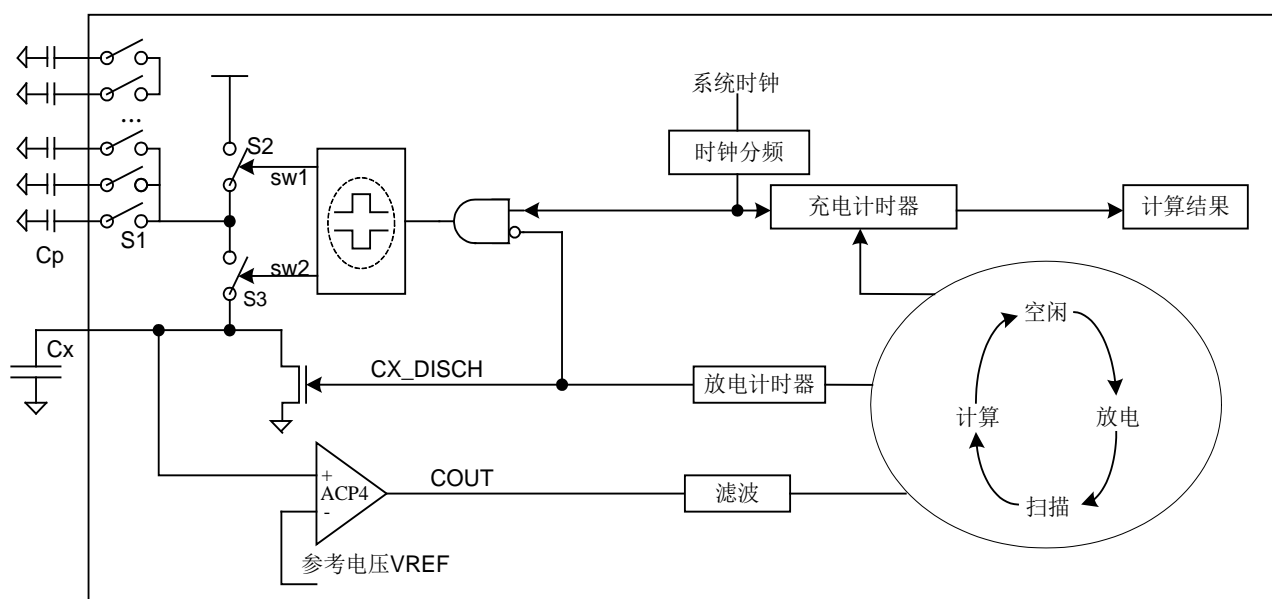 系统时钟
...
时钟分频
S2
sw1
充电计时器
计算结果
S1
Cp
sw2
S3
空闲
Cx
CX_DISCH
放电计时器
计算
放电
+
ACP4
-
COUT
滤波
扫描
参考电压VREF